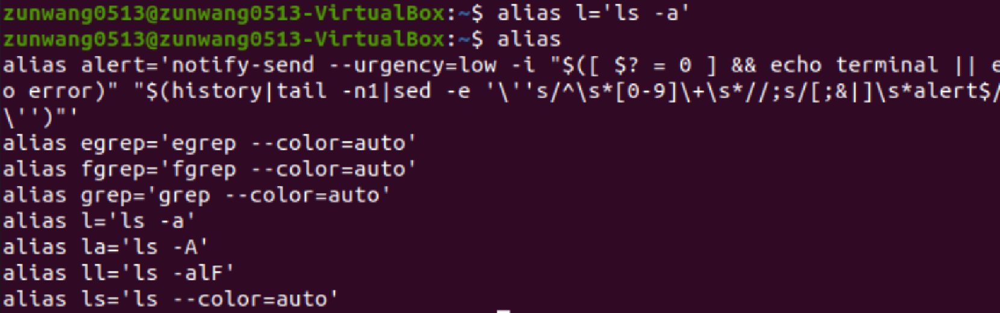 zunwang0513@zunwang0513-VirtualBox:~$ alias l='ls -a'
zunwang0513@zunwang0513-VirtualBox:~$ alias
alias alert='notify-send --urgency=low -i "$([ $? = 0 ] && echo terminal || e
o error)" "$(history|tail -n1|sed -e '\''s/^\s*[0-9]\+\s*//;s/[;&|]\s*alert$/
\'')"'
alias egrep='egrep --color=auto'
alias fgrep='fgrep --color=auto'
alias grep='grep --color=auto'
alias l='ls -a'
alias la='ls -A'
alias ll='ls -alF'
alias ls='ls --color=auto'